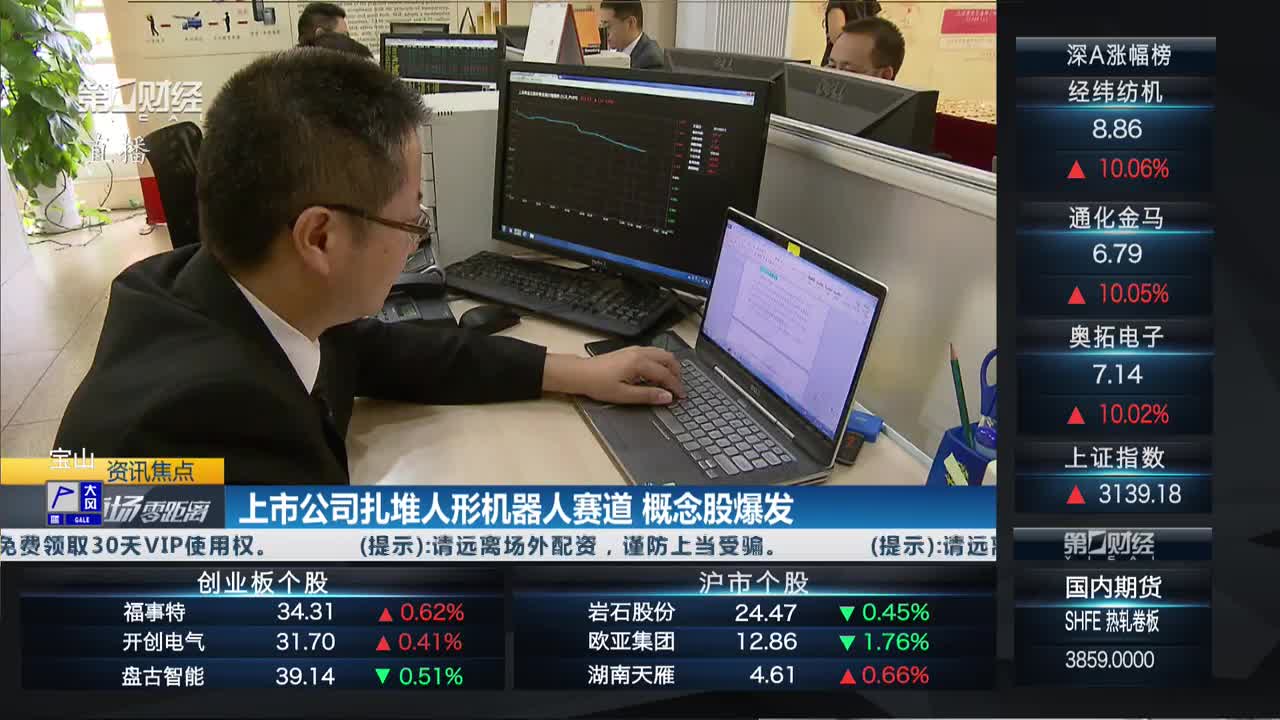 第一财经
YICAI
直播
宝山
资讯焦点
大风
GALE
市场零距离
上市公司扎堆人形机器人赛道 概念股爆发
免费领取30天VIP使用权。 (提示):请远离场外配资，谨防上当受骗。 (提示):请远离
创业板个股
福事特 34.31 ▲ 0.62%
开创电气 31.70 ▲ 0.41%
盘古智能 39.14 ▼ 0.51%
沪市个股
岩石股份 24.47 ▼ 0.45%
欧亚集团 12.86 ▼ 1.76%
湖南天雁 4.61 ▲ 0.66%
深A涨幅榜
经纬纺机
8.86
▲ 10.06%
通化金马
6.79
▲ 10.05%
奥拓电子
7.14
▲ 10.02%
上证指数
▲ 3139.18
第一财经
YICAI
国内期货
SHFE 热轧卷板
3859.0000